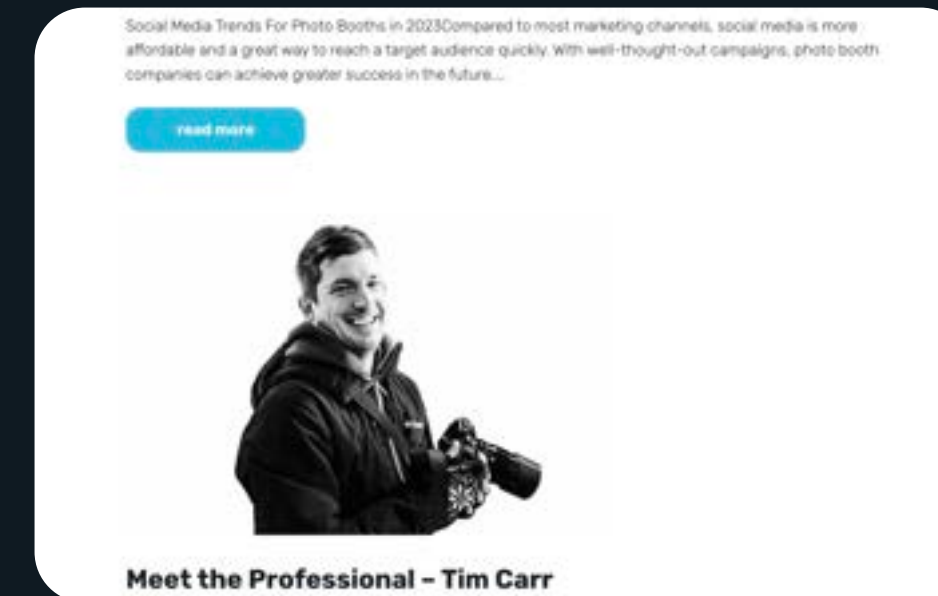 Social Media Trends For Photo Booths in 2023Compared to most marketing channels, social media is more
affordable and a great way to reach a target audience quickly. With well-thought-out campaigns, photo booth
companies can achieve greater success in the future....
read more
Meet the Professional – Tim Carr